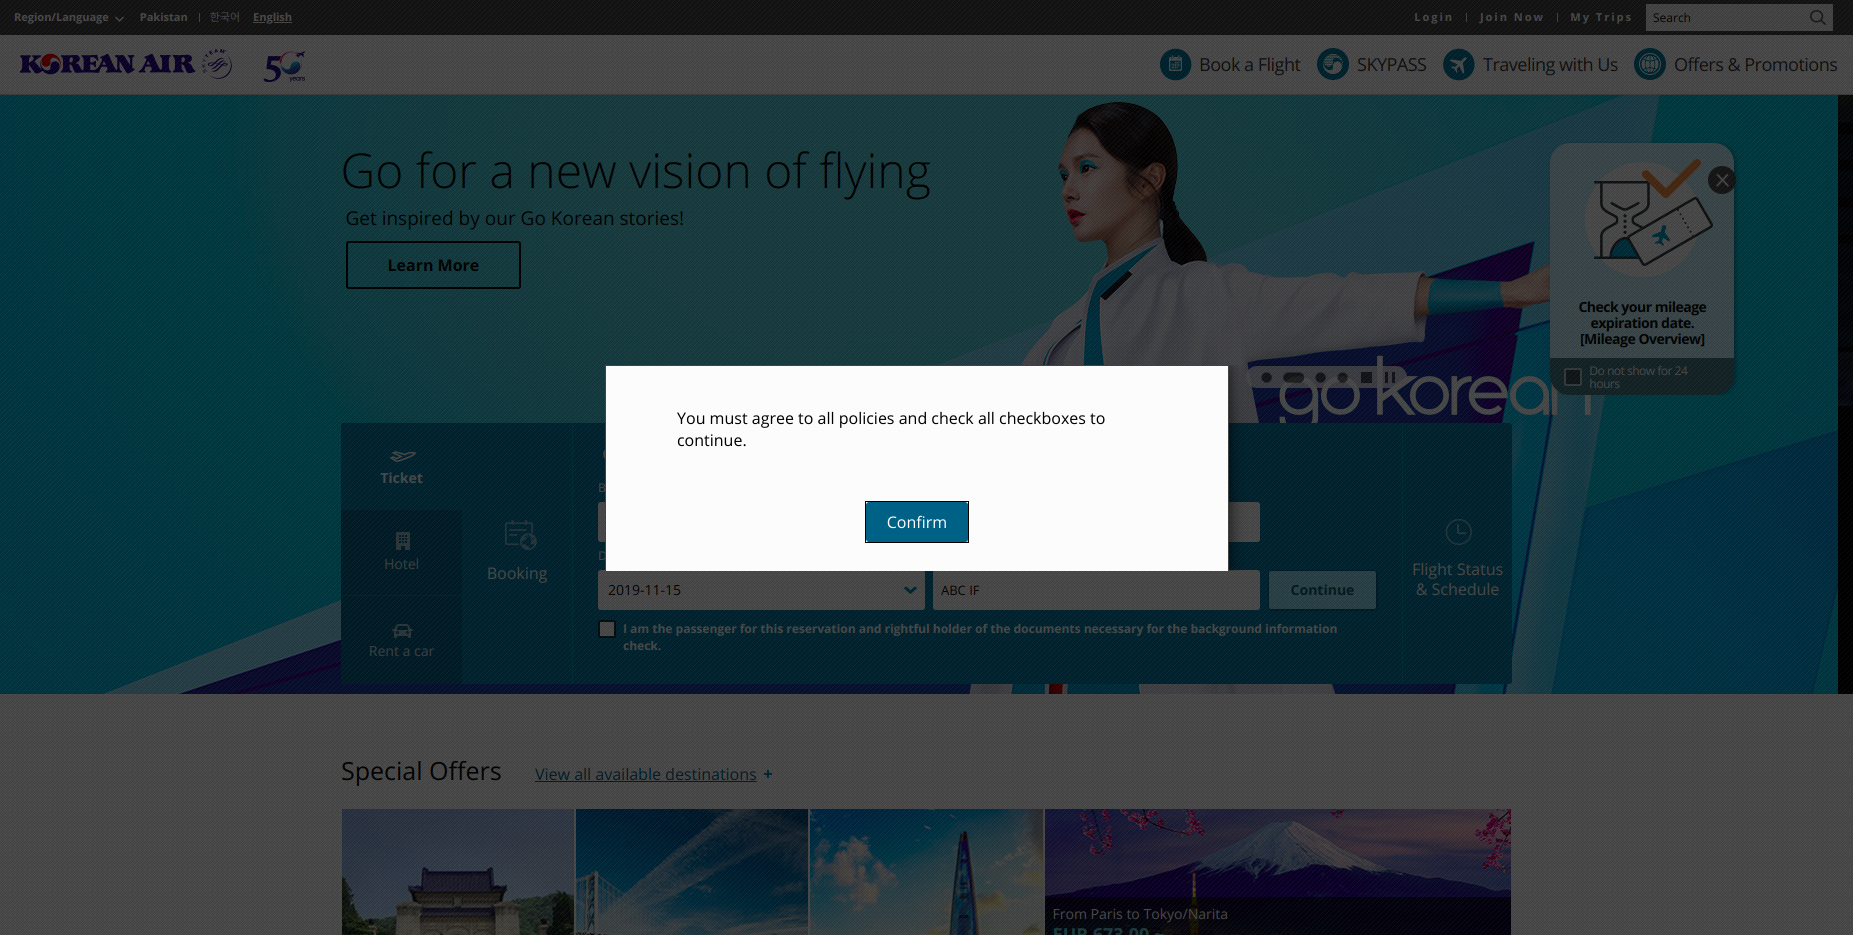 Region/Language
Pakistan
한국어
English
Login
Join Now
My Trips
Search
KOREAN AIR
50 years
Book a Flight
SKYPASS
Traveling with Us
Offers & Promotions
Go for a new vision of flying
Get inspired by our Go Korean stories!
Learn More
Check your mileage
expiration date.
[Mileage Overview]
Do not show for 24
hours
go korean
You must agree to all policies and check all checkboxes to
continue.
Confirm
Ticket
Hotel
Rent a car
Booking
B
D
2019-11-15
ABC IF
Continue
I am the passenger for this reservation and rightful holder of the documents necessary for the background information
check.
Flight Status
& Schedule
Special Offers
View all available destinations +
From Paris to Tokyo/Narita
EUR 673.00 ~